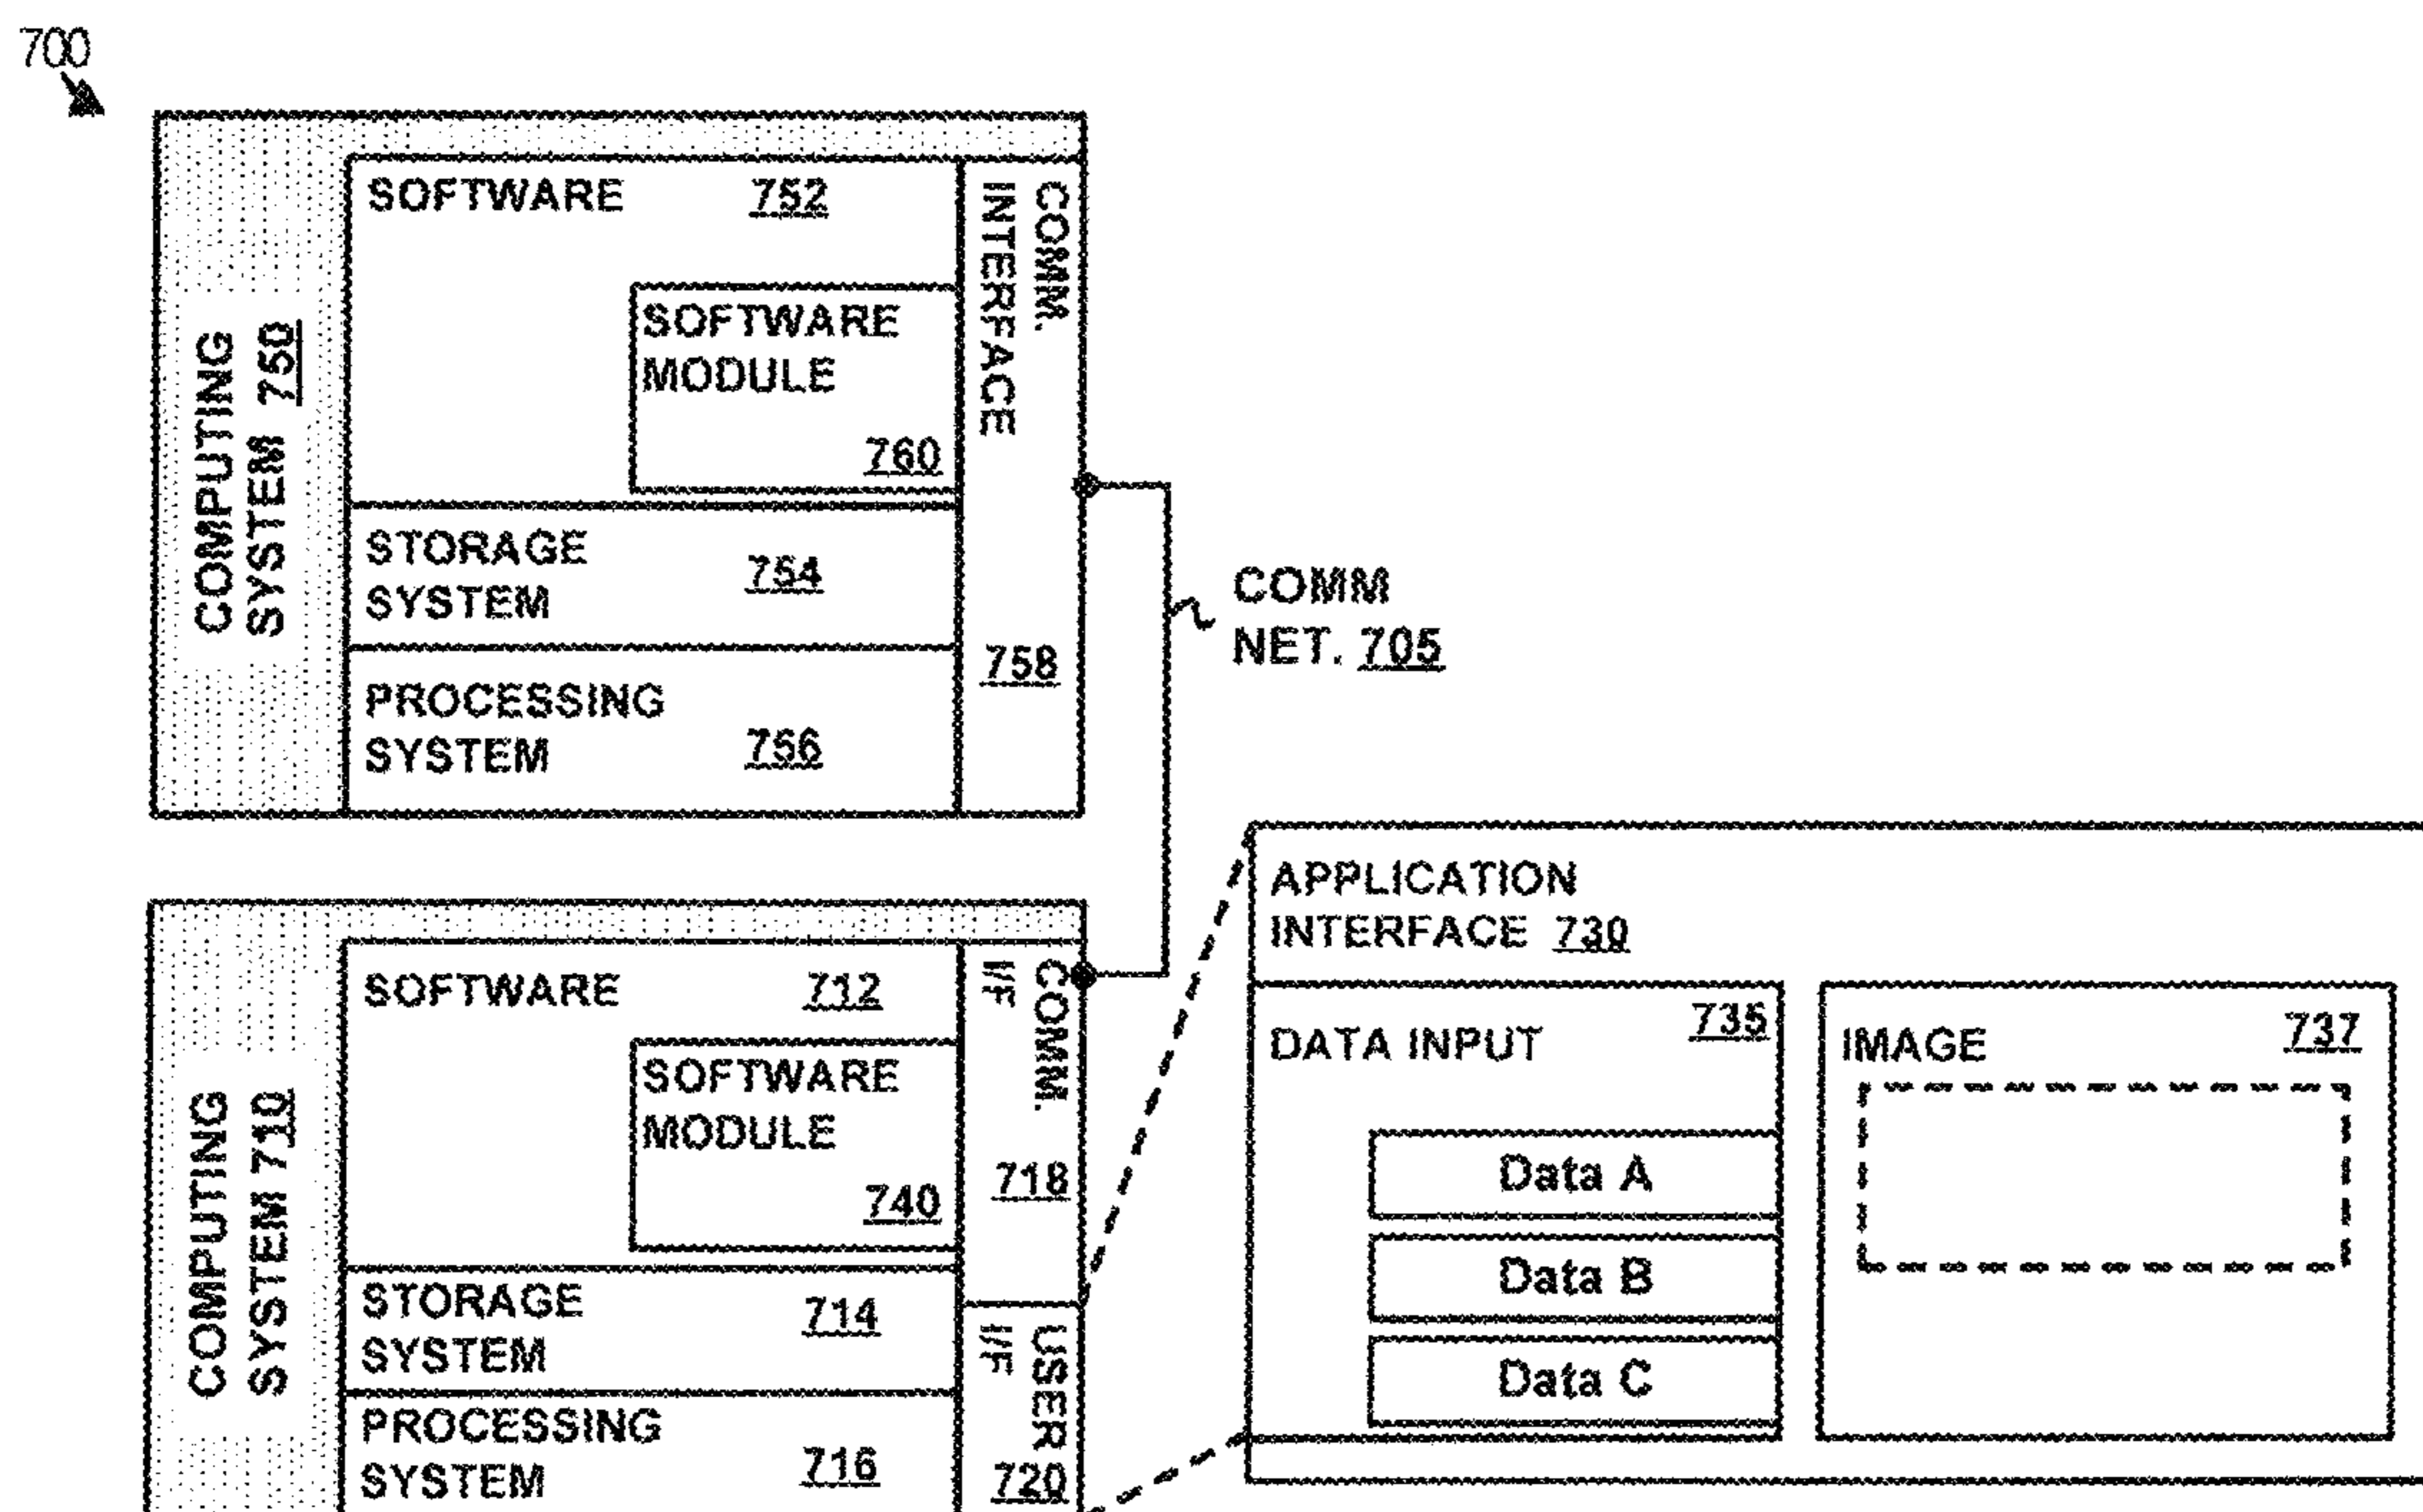 700
COMPUTING
SYSTEM 750
SOFTWARE 752
SOFTWARE
MODULE
760
STORAGE
SYSTEM 754
PROCESSING
SYSTEM 756
COMM.
INTERFACE
758
COMM
NET. 705
COMPUTING
SYSTEM 710
SOFTWARE 712
SOFTWARE
MODULE
740
STORAGE
SYSTEM 714
PROCESSING
SYSTEM 716
COMM.
I/F
718
USER
I/F
720
APPLICATION
INTERFACE 730
DATA INPUT 735
Data A
Data B
Data C
IMAGE 737